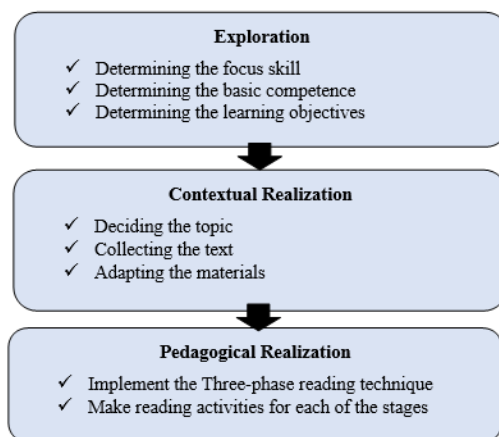 Exploration
✓ Determining the focus skill
✓ Determining the basic competence
✓ Determining the learning objectives
Contextual Realization
✓ Deciding the topic
✓ Collecting the text
✓ Adapting the materials
Pedagogical Realization
✓ Implement the Three-phase reading technique
✓ Make reading activities for each of the stages